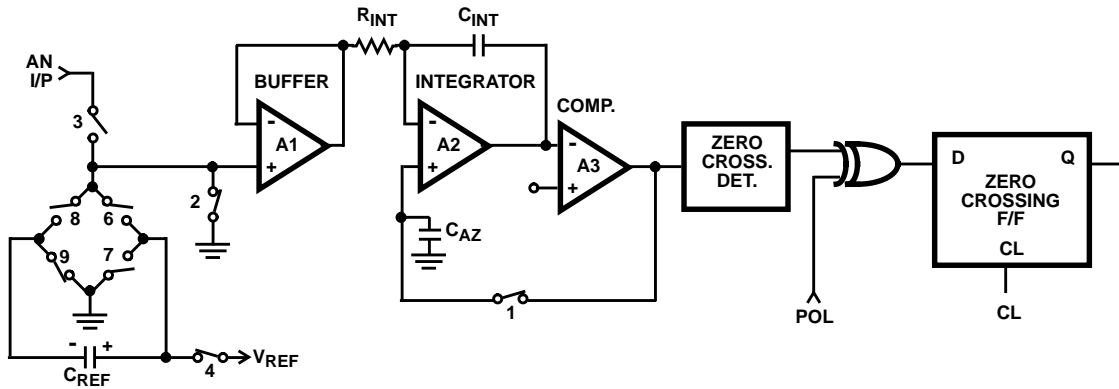 R_INT
C_INT
AN
I/P
BUFFER
INTEGRATOR
COMP.
3
-
A1
+
-
A2
+
-
A3
+
ZERO
CROSS.
DET.
D
Q
ZERO
CROSSING
F/F
CL
2
8
6
9
7
C_AZ
1
POL
CL
-
+
C_REF
4
V_REF